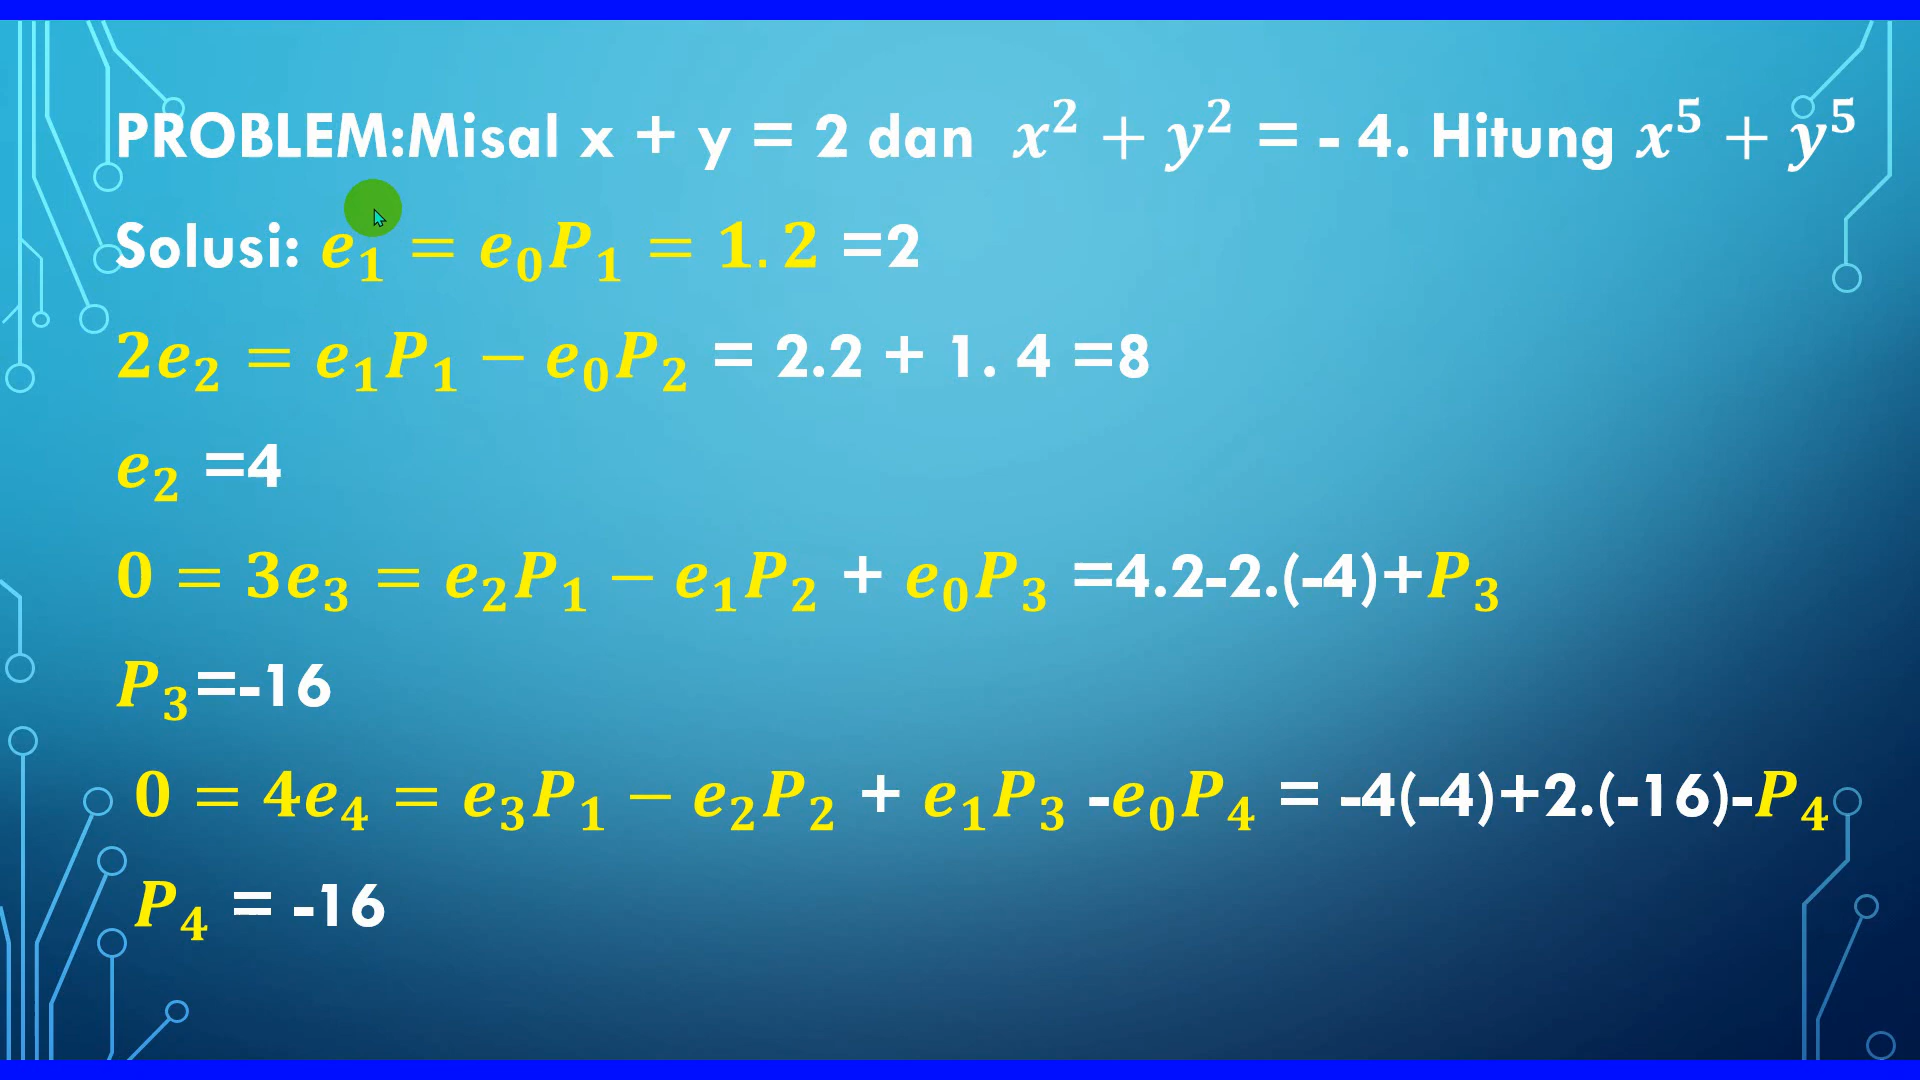 PROBLEM:Misal x + y = 2 dan x² + y² = - 4. Hitung x⁵ + y⁵
Solusi: e₁ = e₀P₁ = 1.2 =2
2e₂ = e₁P₁ − e₀P₂ = 2.2 + 1. 4 =8
e₂ =4
0 = 3e₃ = e₂P₁ − e₁P₂ + e₀P₃ =4.2-2.(-4)+P₃
P₃=-16
0 = 4e₄ = e₃P₁ − e₂P₂ + e₁P₃ -e₀P₄ = -4(-4)+2.(-16)-P₄
P₄ = -16